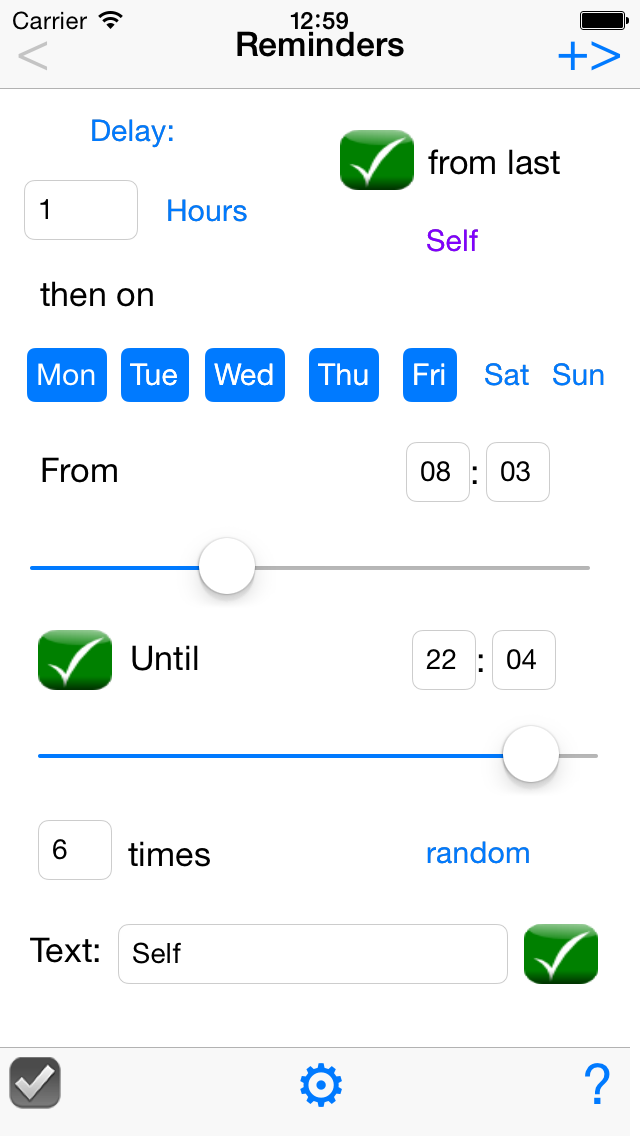 Carrier 12:59
< Reminders +>
Delay:
from last
1 Hours
Self
then on
Mon Tue Wed Thu Fri Sat Sun
From 08 : 03
Until 22 : 04
6 times random
Text: Self
?